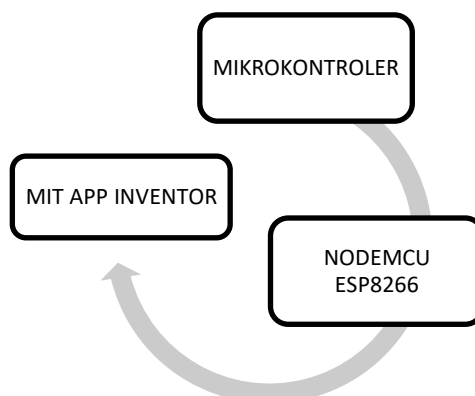 MIKROKONTROLER
MIT APP INVENTOR
NODEMCU
ESP8266